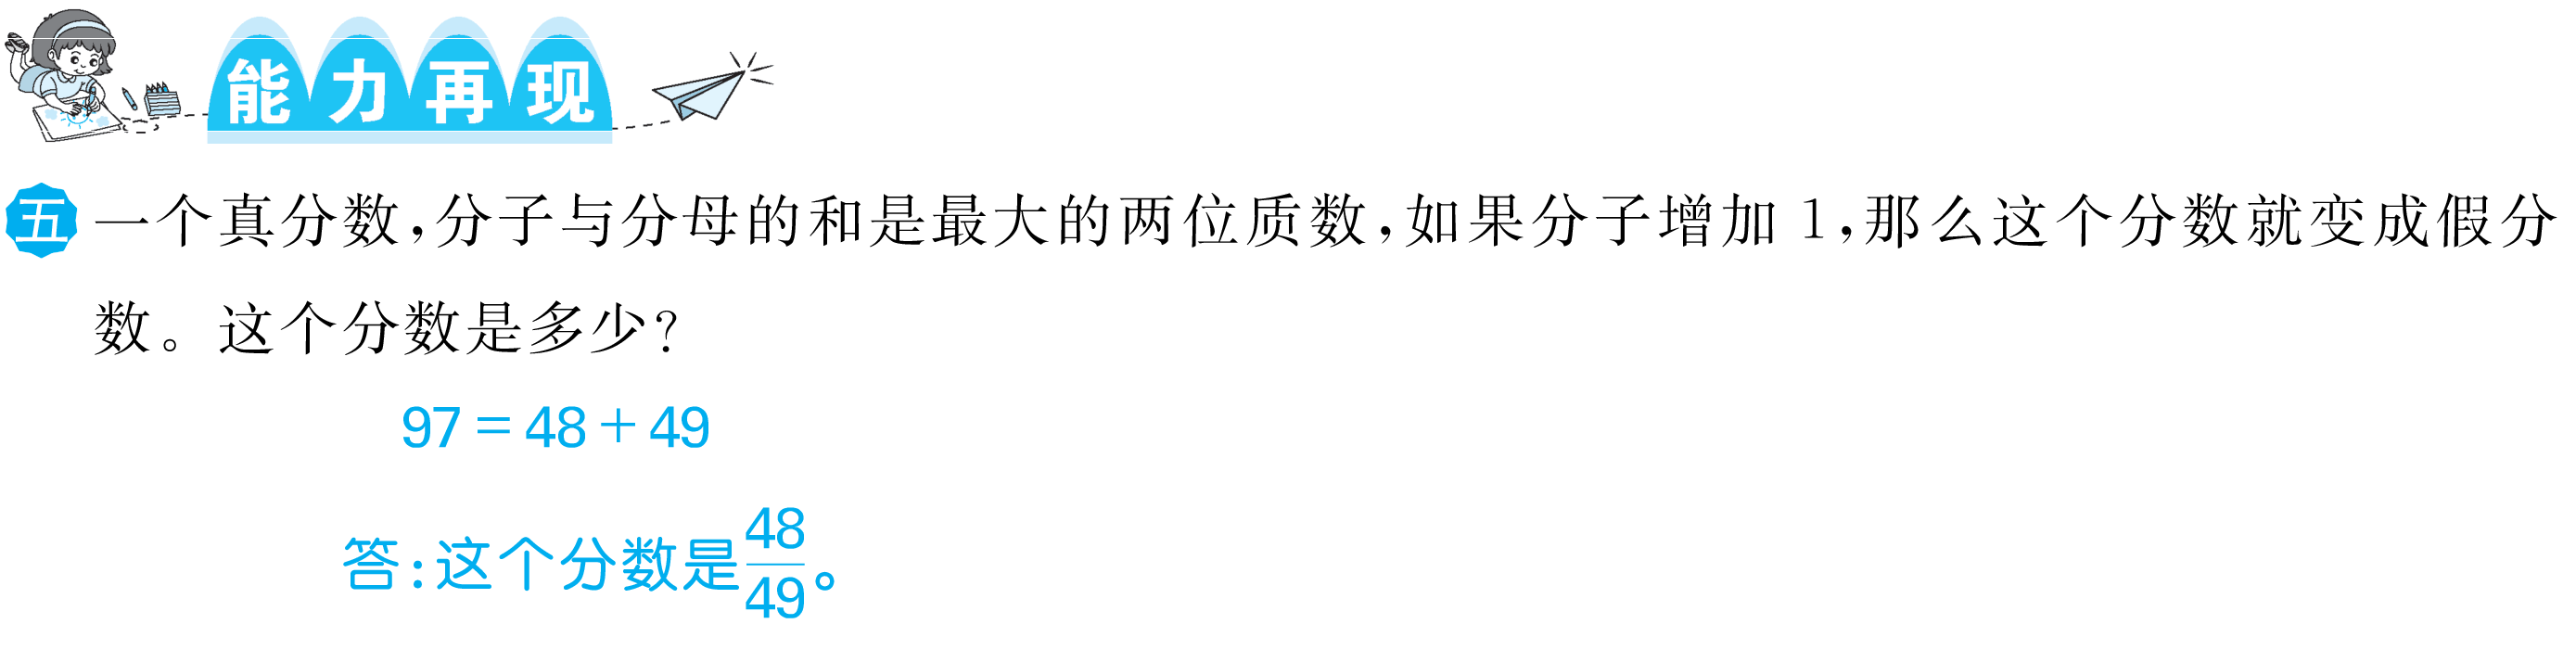 能力再现
五 一个真分数,分子与分母的和是最大的两位质数,如果分子增加 1,那么这个分数就变成假分
数。这个分数是多少?
97=48+49
答:这个分数是48/49。